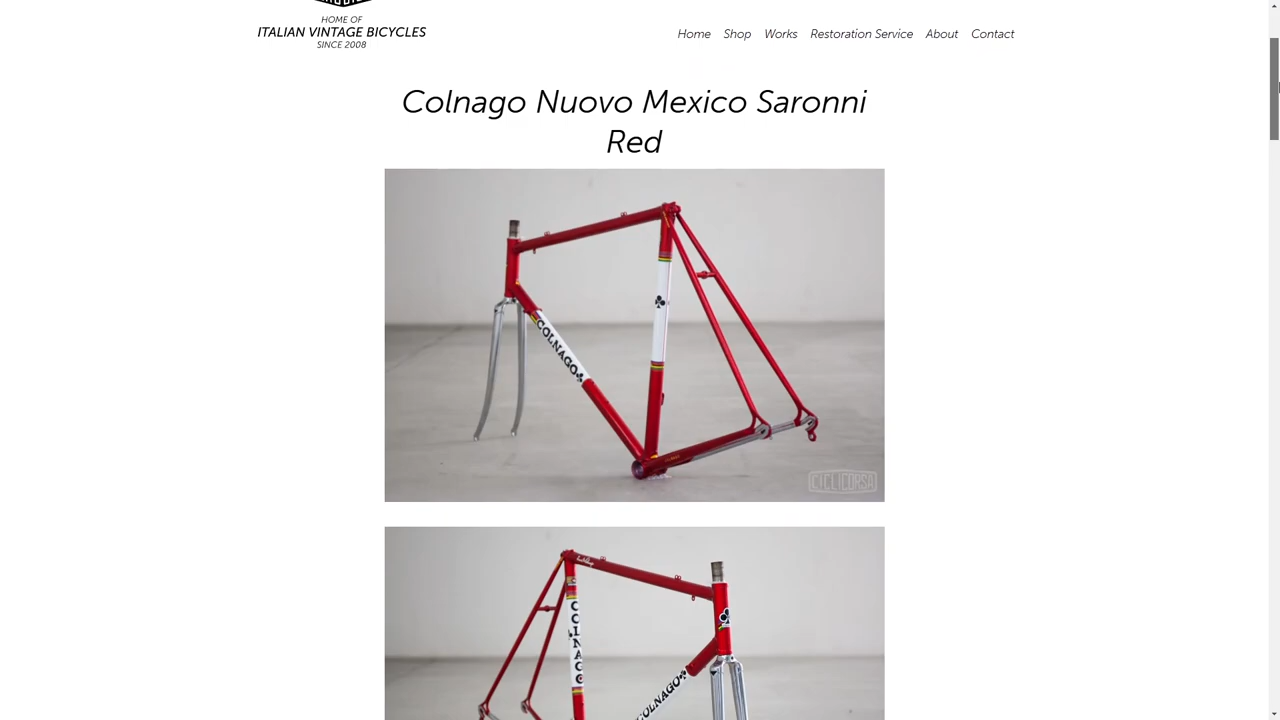 HOME OF
ITALIAN VINTAGE BICYCLES
SINCE 2008
Home Shop Works Restoration Service About Contact
Colnago Nuovo Mexico Saronni
Red
COLNAGO
CICLICORSA
COLNAGO
COLNAGO